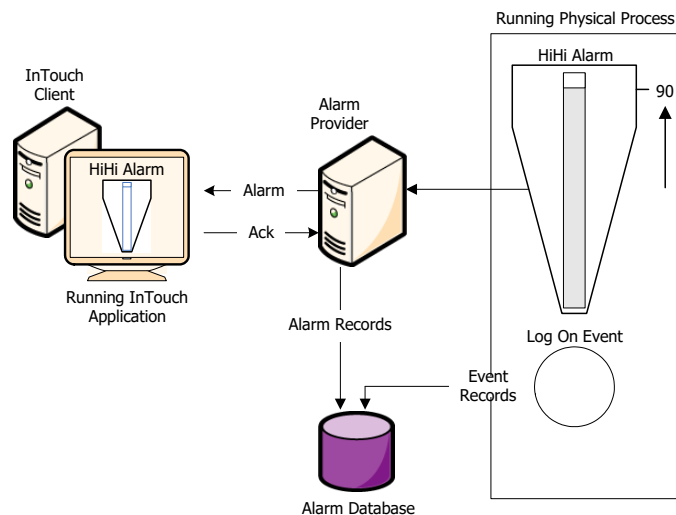 Running Physical Process
HiHi Alarm
90
InTouch
Client
Alarm
Provider
HiHi Alarm
Alarm
Ack
Running InTouch
Application
Alarm Records
Log On Event
Event
Records
Alarm Database